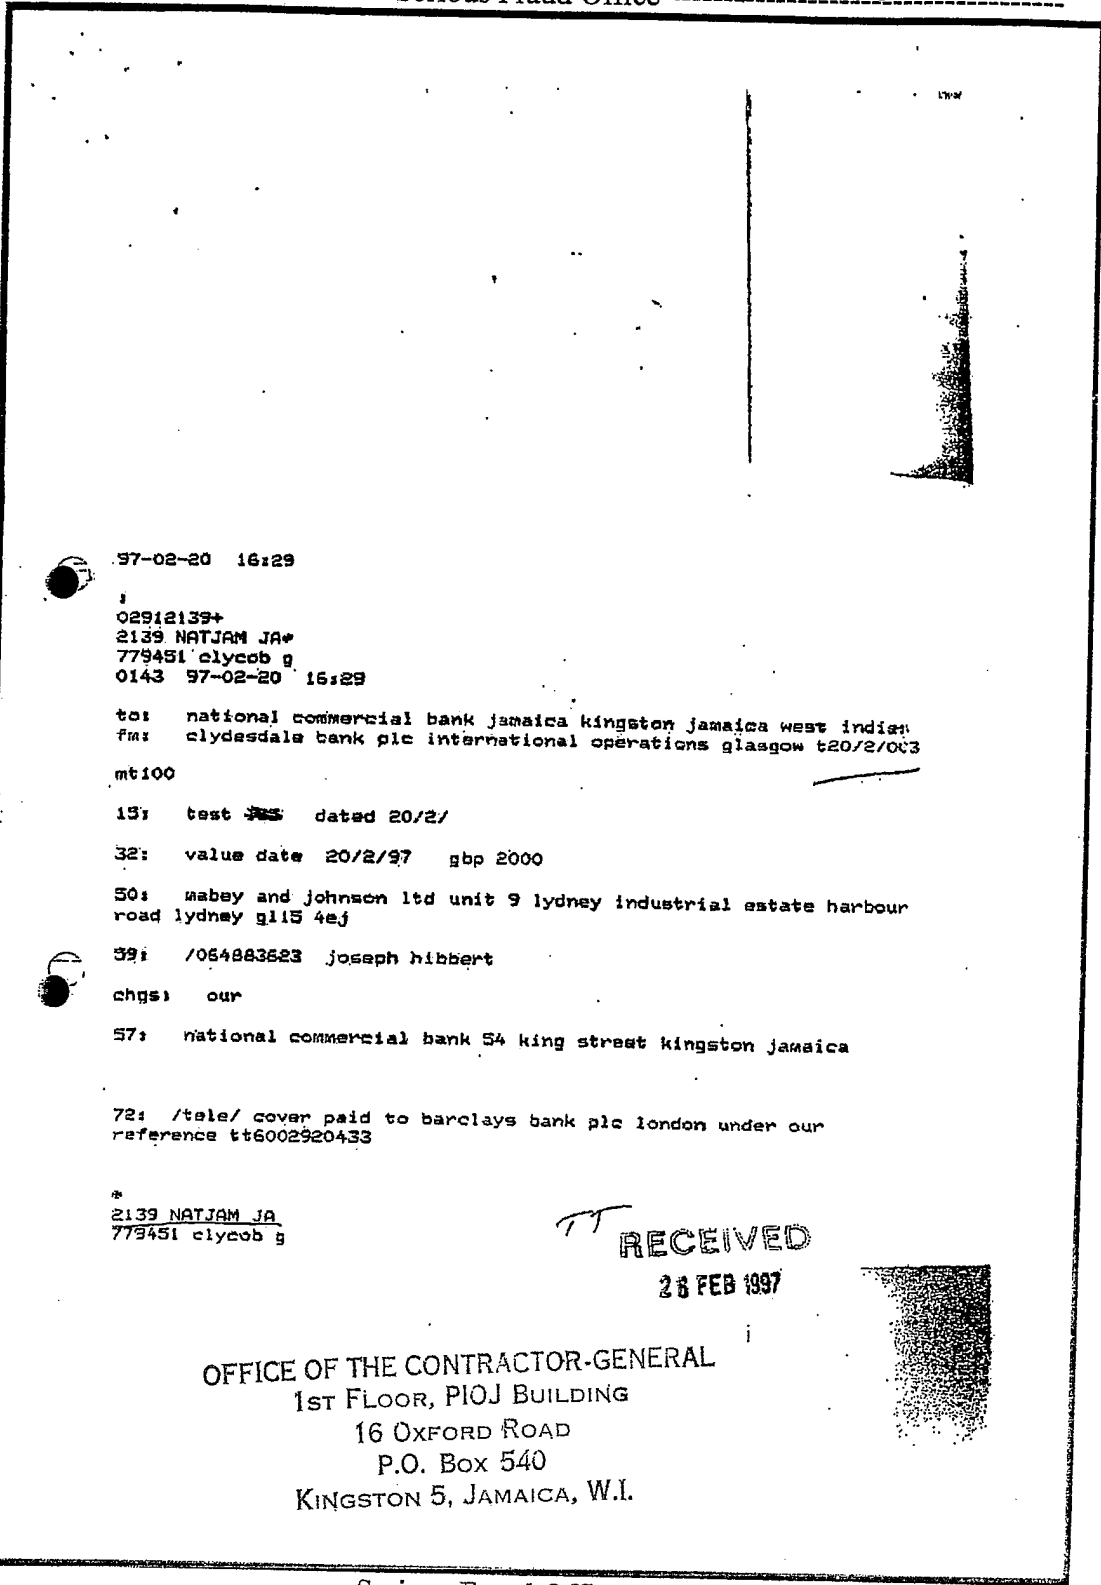 Serious Fraud Office
97-02-20 16:29
:
02912139+
2139 NATJAM JA*
779451 clycob g
0143 97-02-20 16:29
to: national commercial bank jamaica kingston jamaica west indies
fm: clydesdale bank plc international operations glasgow t20/2/003
mt100
15: test dated 20/2/
32: value date 20/2/97 gbp 2000
50: mabey and johnson ltd unit 9 lydney industrial estate harbour
road lydney gl15 4ej
59: /064883623 joseph hibbert
chgs: our
57: national commercial bank 54 king street kingston jamaica
72: /tele/ cover paid to barclays bank plc london under our
reference tt6002920433
*
2139 NATJAM JA
779451 clycob g
TT
RECEIVED
28 FEB 1997
OFFICE OF THE CONTRACTOR-GENERAL
1ST FLOOR, PIOJ BUILDING
16 OXFORD ROAD
P.O. BOX 540
KINGSTON 5, JAMAICA, W.I.